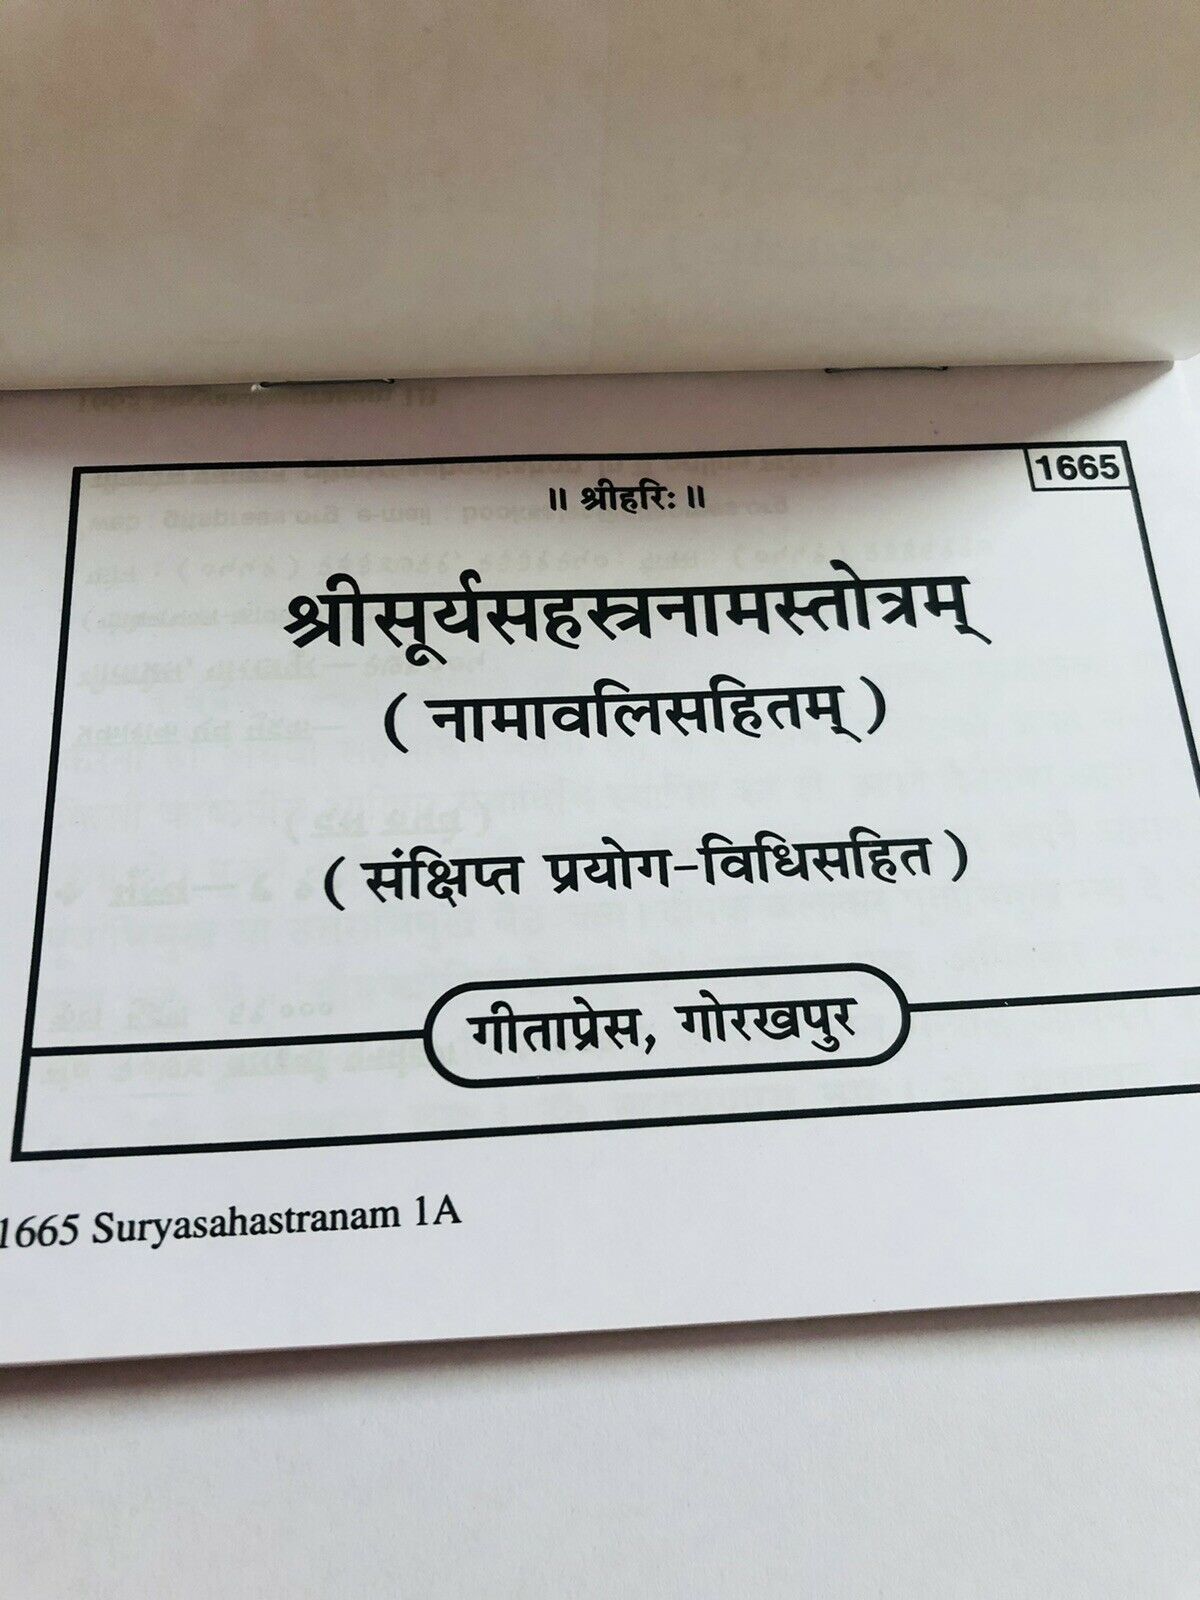 1665
॥ श्रीहरिः ॥
श्रीसूर्यसहस्त्रनामस्तोत्रम्
( नामावलिसहितम् )
( संक्षिप्त प्रयोग-विधिसहित )
गीताप्रेस, गोरखपुर
1665 Suryasahastranam 1A